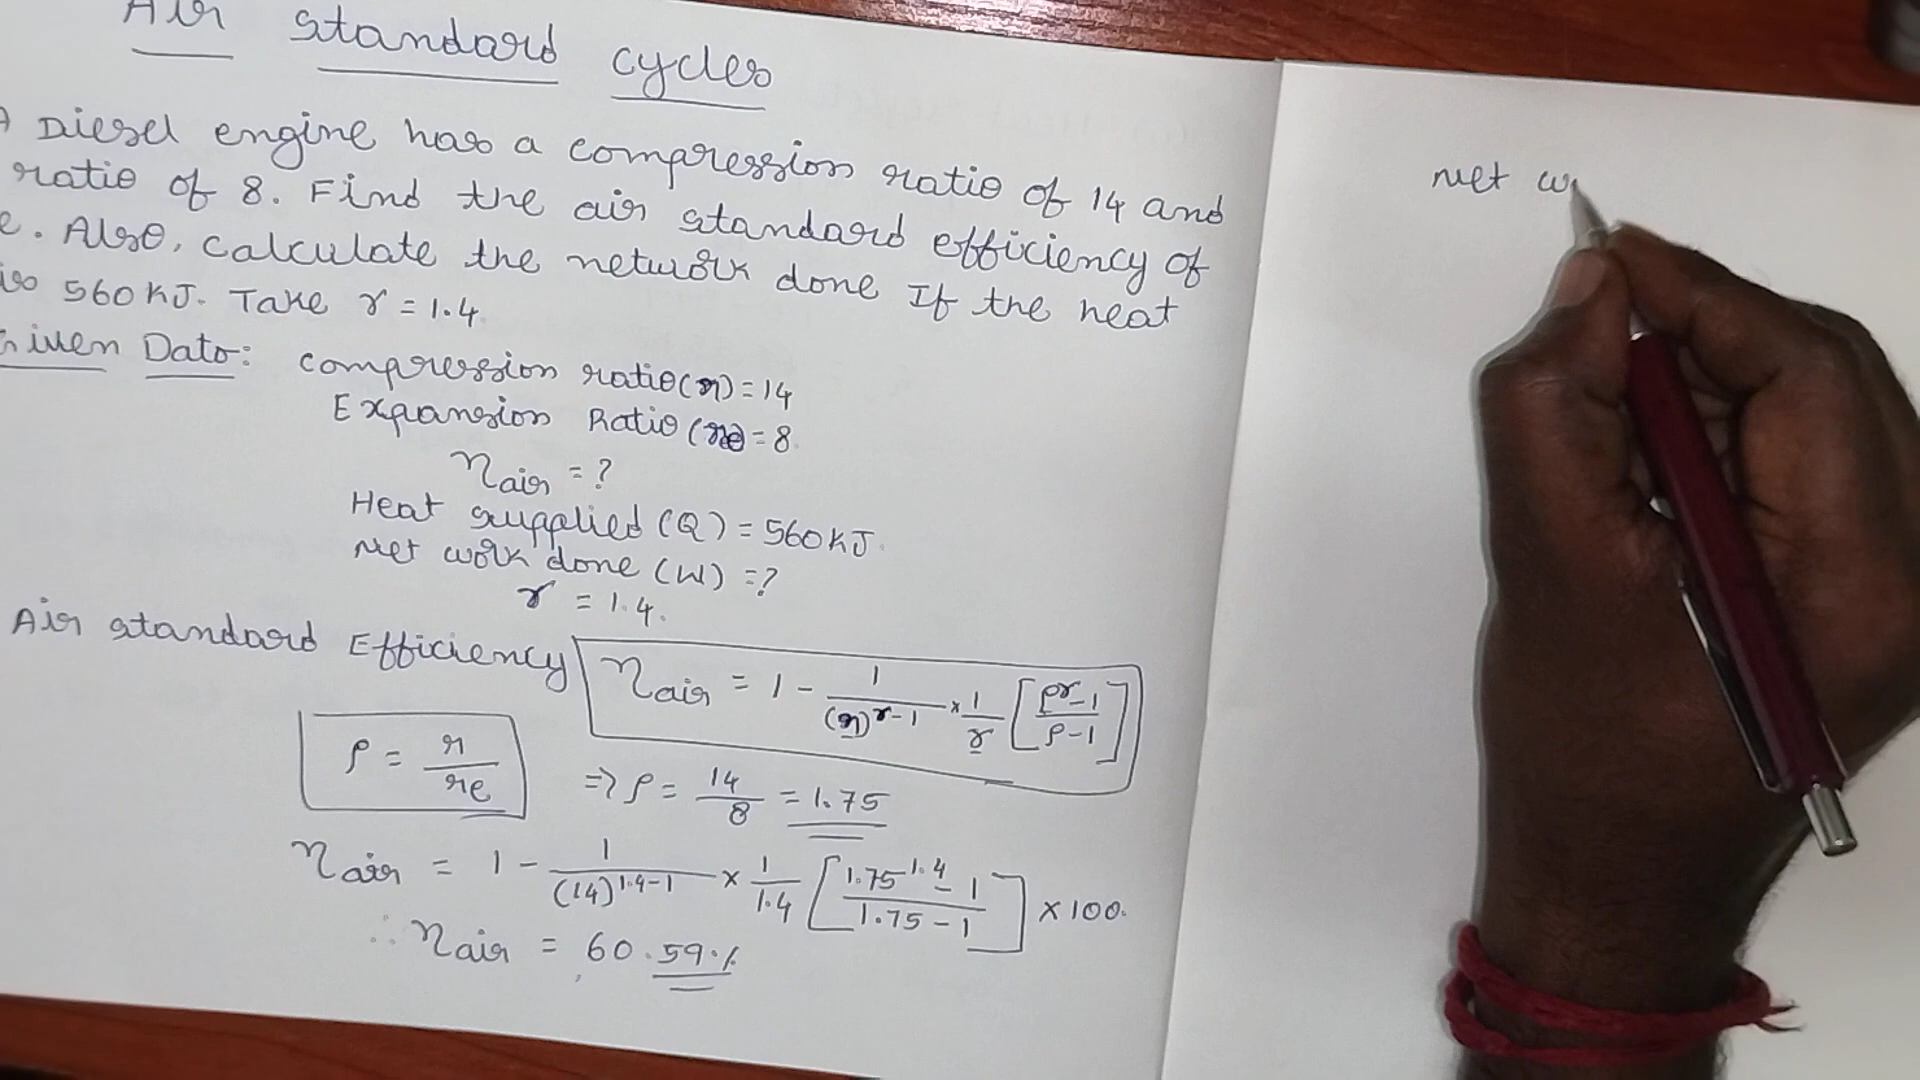 Air standard cycles
A Diesel engine has a compression ratio of 14 and
ratio of 8. Find the air standard efficiency of
e. Also, calculate the network done If the heat
is 560 KJ. Take γ = 1.4.
Given Data: compression ratio (r) = 14
Expansion Ratio (re) = 8.
ηair = ?
Heat supplied (Q) = 560 KJ.
Net work done (W) = ?
γ = 1.4.
Air standard Efficiency ηair = 1 - 1/(r)^γ-1 × 1/γ [ρ^γ-1/ρ-1]
ρ = r/re ⇒ ρ = 14/8 = 1.75
ηair = 1 - 1/(14)^1.4-1 × 1/1.4 [1.75^1.4 - 1/1.75 - 1] × 100.
∴ ηair = 60.59%
Net w